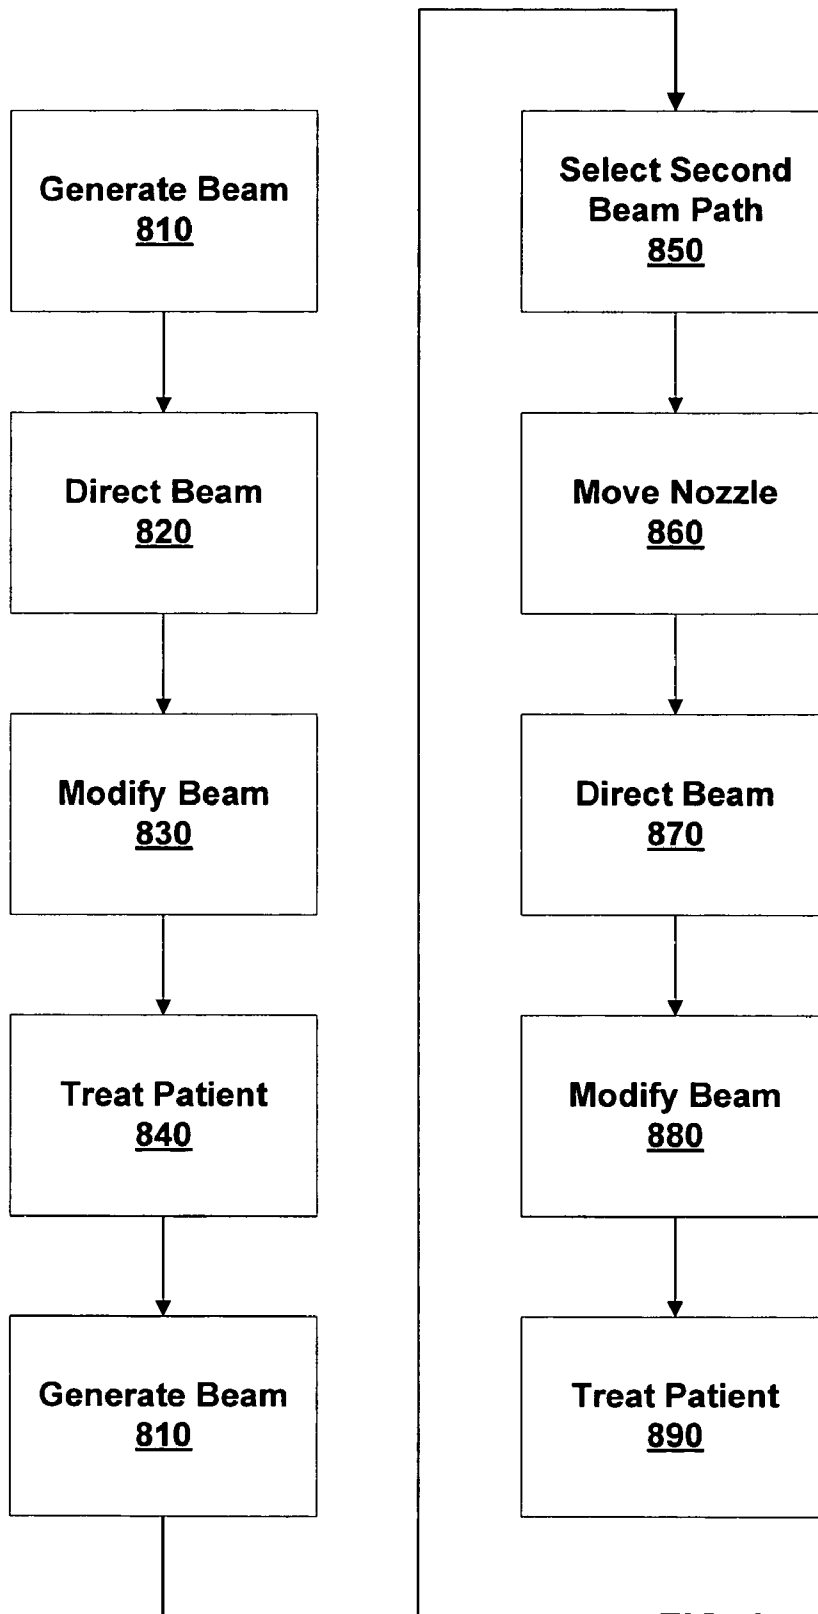 Generate Beam
810
Direct Beam
820
Modify Beam
830
Treat Patient
840
Generate Beam
810
Select Second
Beam Path
850
Move Nozzle
860
Direct Beam
870
Modify Beam
880
Treat Patient
890